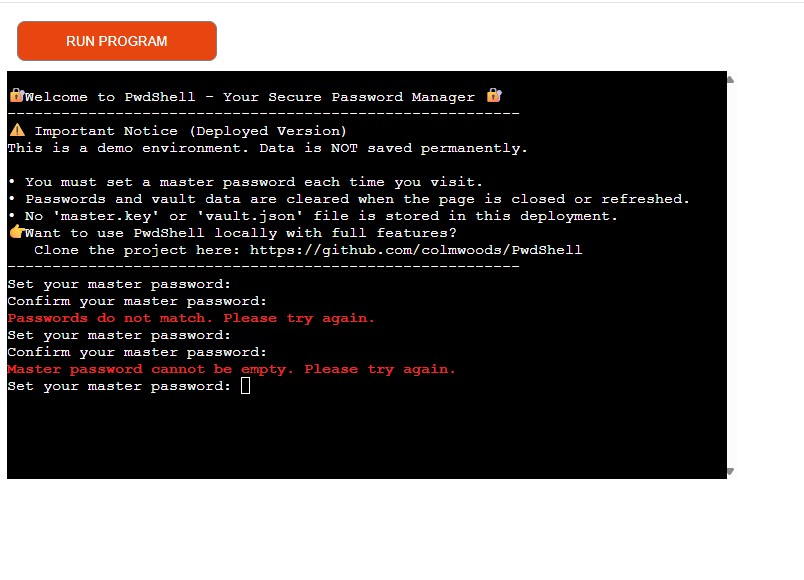 RUN PROGRAM
🔐Welcome to PwdShell - Your Secure Password Manager 🔐
---------------------------------------------------------
⚠️ Important Notice (Deployed Version)
This is a demo environment. Data is NOT saved permanently.
• You must set a master password each time you visit.
• Passwords and vault data are cleared when the page is closed or refreshed.
• No 'master.key' or 'vault.json' file is stored in this deployment.
👉Want to use PwdShell locally with full features?
Clone the project here: https://github.com/colmwoods/PwdShell
---------------------------------------------------------
Set your master password:
Confirm your master password:
Passwords do not match. Please try again.
Set your master password:
Confirm your master password:
Master password cannot be empty. Please try again.
Set your master password: